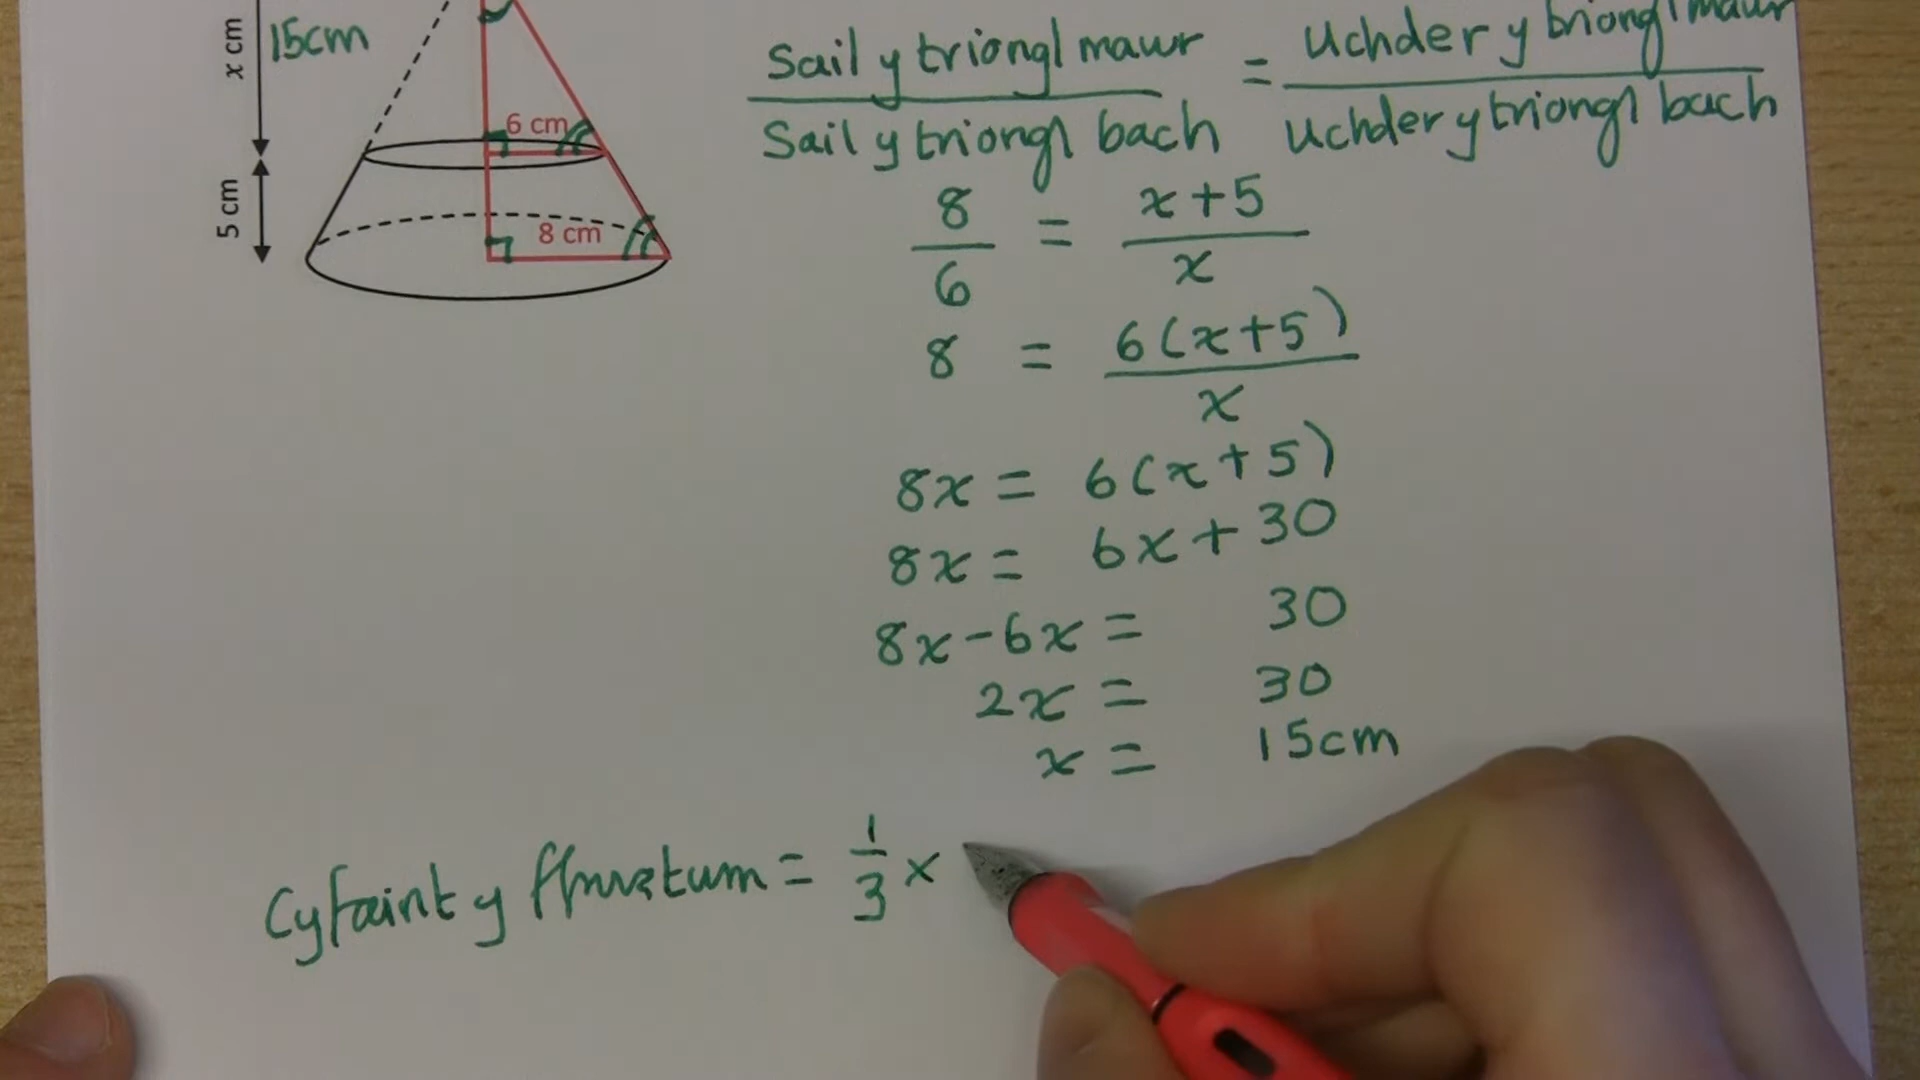 x cm
15cm
6 cm
5 cm
8 cm
Sail y triongl mawr = Uchder y triongl mawr
Sail y triongl bach Uchder y triongl bach
8/6 = x+5/x
8 = 6(x+5)/x
8x = 6(x+5)
8x = 6x + 30
8x - 6x = 30
2x = 30
x = 15cm
Cyfaint y ffrwstwm = 1/3 ×